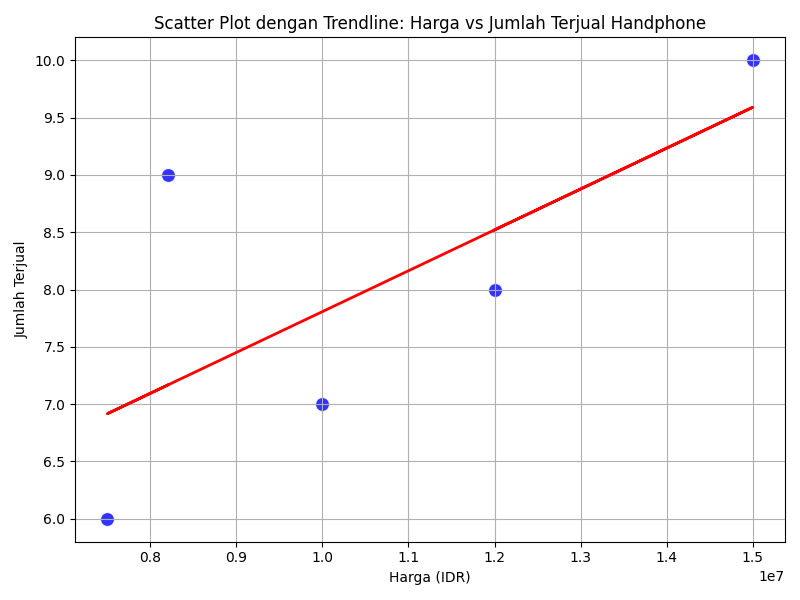 Scatter Plot dengan Trendline: Harga vs Jumlah Terjual Handphone
10.0
9.5
9.0
8.5
8.0
7.5
7.0
6.5
6.0
Jumlah Terjual
0.8 0.9 1.0 1.1 1.2 1.3 1.4 1.5
1e7
Harga (IDR)